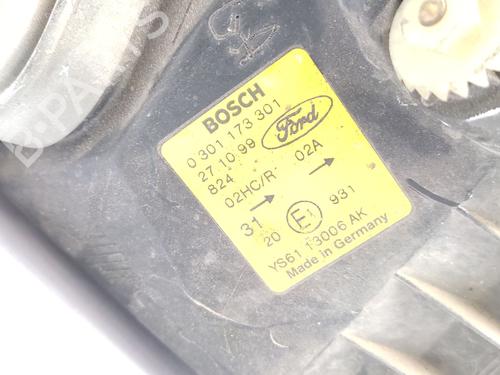 BOSCH
0 301 173 301
27 10 99
Ford
824
02HC/R 02A
31
20 E1 931
YS61 13006 AK
Made in Germany